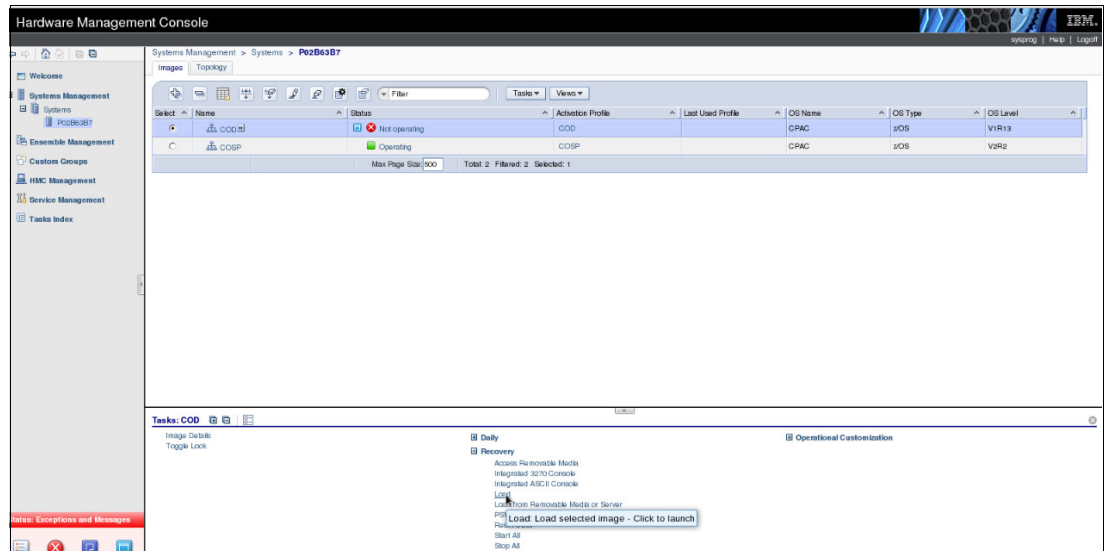 Hardware Management Console
IBM.
sysprog | Help | Logoff
Welcome
Systems Management
Systems
P02B63B7
Ensemble Management
Custom Groups
HMC Management
Service Management
Tasks Index
Status: Exceptions and Messages
Systems Management > Systems > P02B63B7
Images Topology
Filter Tasks Views
Select Name Status Activation Profile Last Used Profile OS Name OS Type OS Level
COD Not operating COD CPAC z/OS V1R13
COSP Operating COSP CPAC z/OS V2R2
Max Page Size: 500 Total: 2 Filtered: 2 Selected: 1
Tasks: COD
Image Details
Toggle Lock
Daily
Recovery
Access Removable Media
Integrated 3270 Console
Integrated ASCII Console
Load
Load from Removable Media or Server
Load: Load selected image - Click to launch
Start All
Stop All
Operational Customization